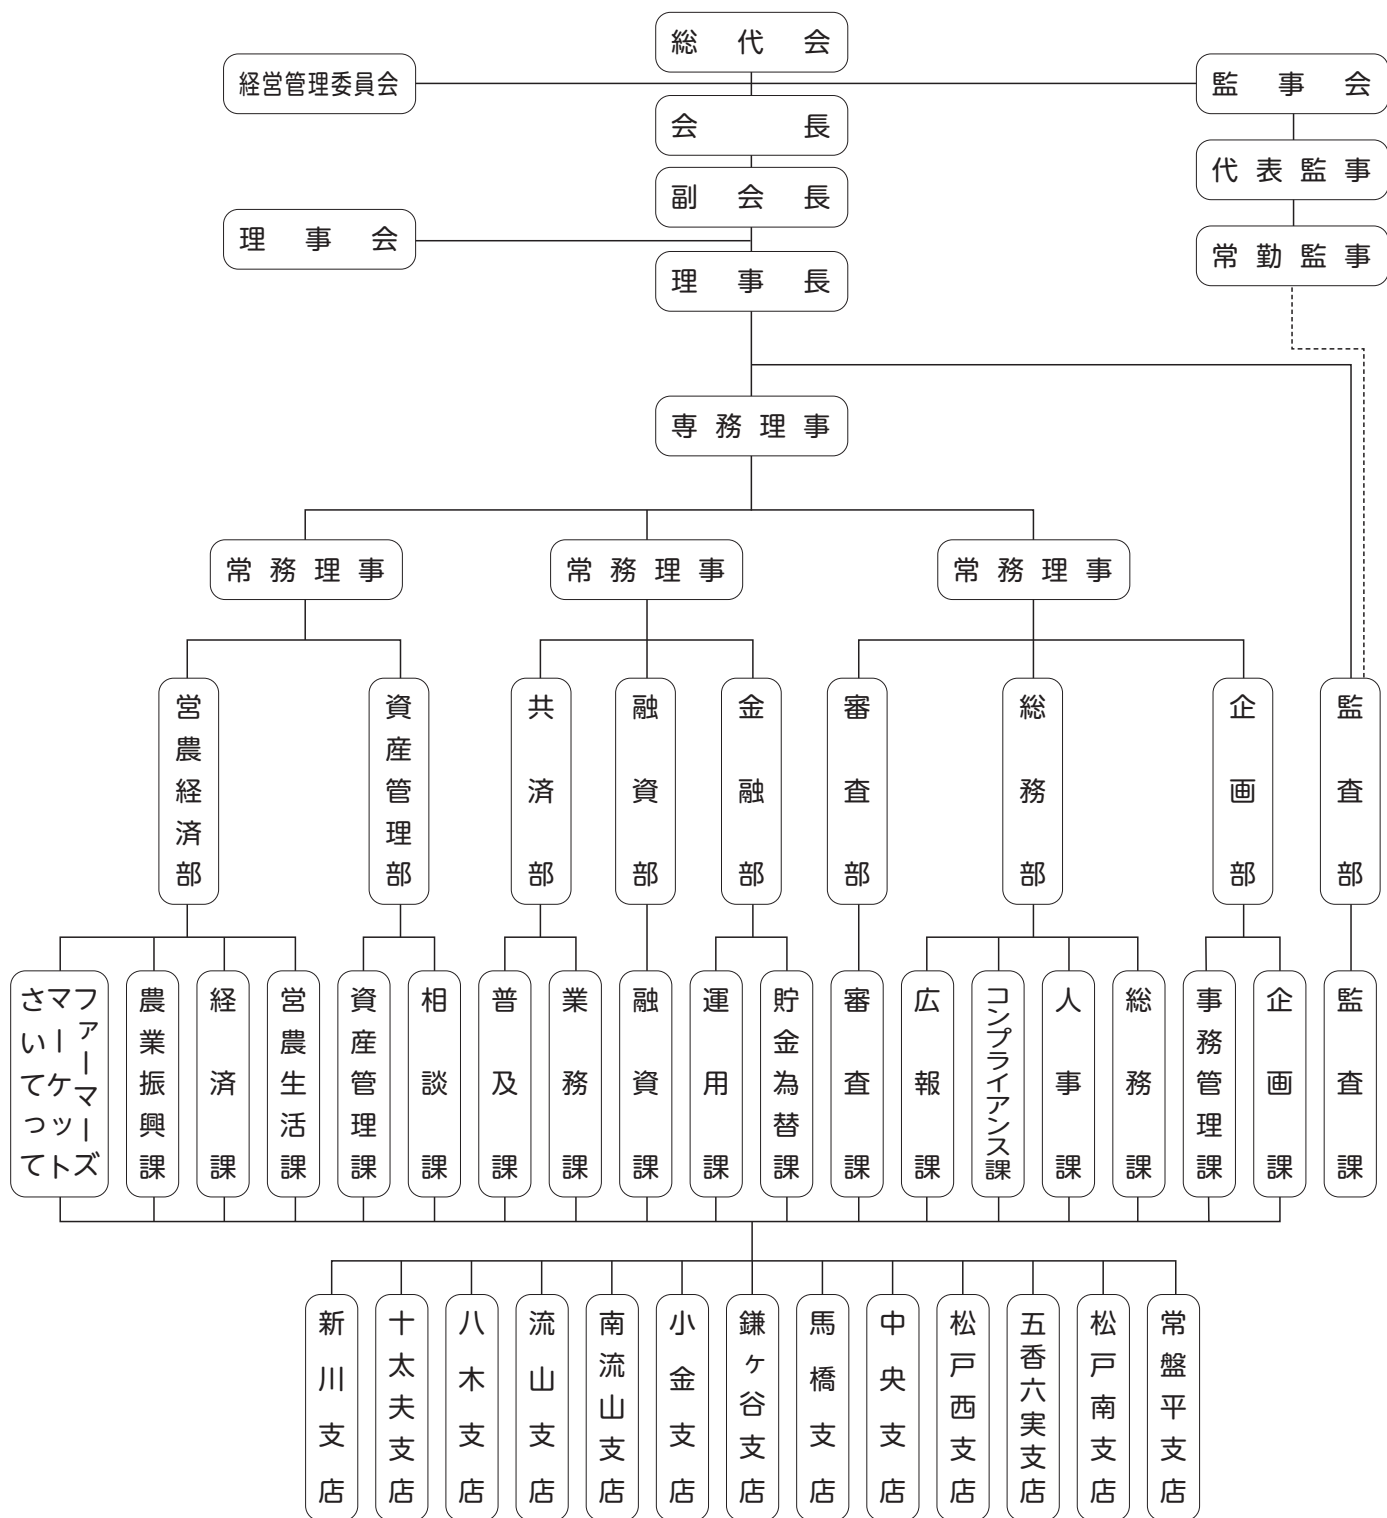 総代会
経営管理委員会
監事会
会長
代表監事
副会長
理事会
常勤監事
理事長
専務理事
常務理事
常務理事
常務理事
営農経済部
資産管理部
共済部
融資部
金融部
審査部
総務部
企画部
監査部
ファーマーズ
マーケット
さいてって
農業振興課
経済課
営農生活課
資産管理課
相談課
普及課
業務課
融資課
運用課
貯金為替課
審査課
広報課
コンプライアンス課
人事課
総務課
事務管理課
企画課
監査課
新川支店
十太夫支店
八木支店
流山支店
南流山支店
小金支店
鎌ヶ谷支店
馬橋支店
中央支店
松戸西支店
五香六実支店
松戸南支店
常盤平支店